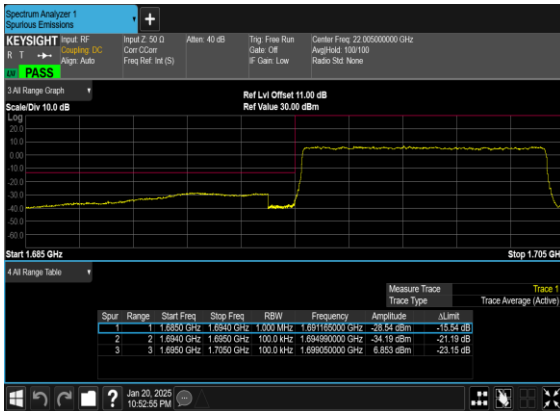 Spectrum Analyzer 1
Spurious Emissions
+
KEYSIGHT Input: RF Input Z: 50 Ω Atten: 40 dB Trig: Free Run Center Freq: 22.005000000 GHz
R T Coupling: DC Corr CCorr Gate: Off Avg|Hold: 100/100
Align: Auto Freq Ref: Int (S) IF Gain: Low Radio Std: None
PASS
3 All Range Graph
Ref Lvl Offset 11.00 dB
Scale/Div 10.0 dB Ref Value 30.00 dBm
Log
20.0
10.0
0.00
-10.0
-20.0
-30.0
-40.0
-50.0
-60.0
Start 1.685 GHz Stop 1.705 GH
4 All Range Table
Measure Trace Trace 1
Trace Type Trace Average (Active)
Spur Range Start Freq Stop Freq RBW Frequency Amplitude ΔLimit
1 1 1.6850 GHz 1.6940 GHz 1.000 MHz 1.691165000 GHz -28.54 dBm -15.54 dB
2 2 1.6940 GHz 1.6950 GHz 100.0 kHz 1.694990000 GHz -34.19 dBm -21.19 dB
3 3 1.6950 GHz 1.7050 GHz 100.0 kHz 1.699050000 GHz 6.853 dBm -23.15 dB
? Jan 20, 2025
10:52:55 PM